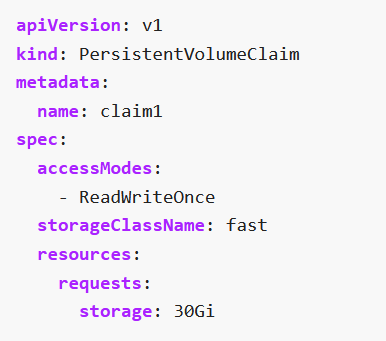 apiVersion: v1
kind: PersistentVolumeClaim
metadata:
  name: claim1
spec:
  accessModes:
    - ReadWriteOnce
  storageClassName: fast
  resources:
    requests:
      storage: 30Gi